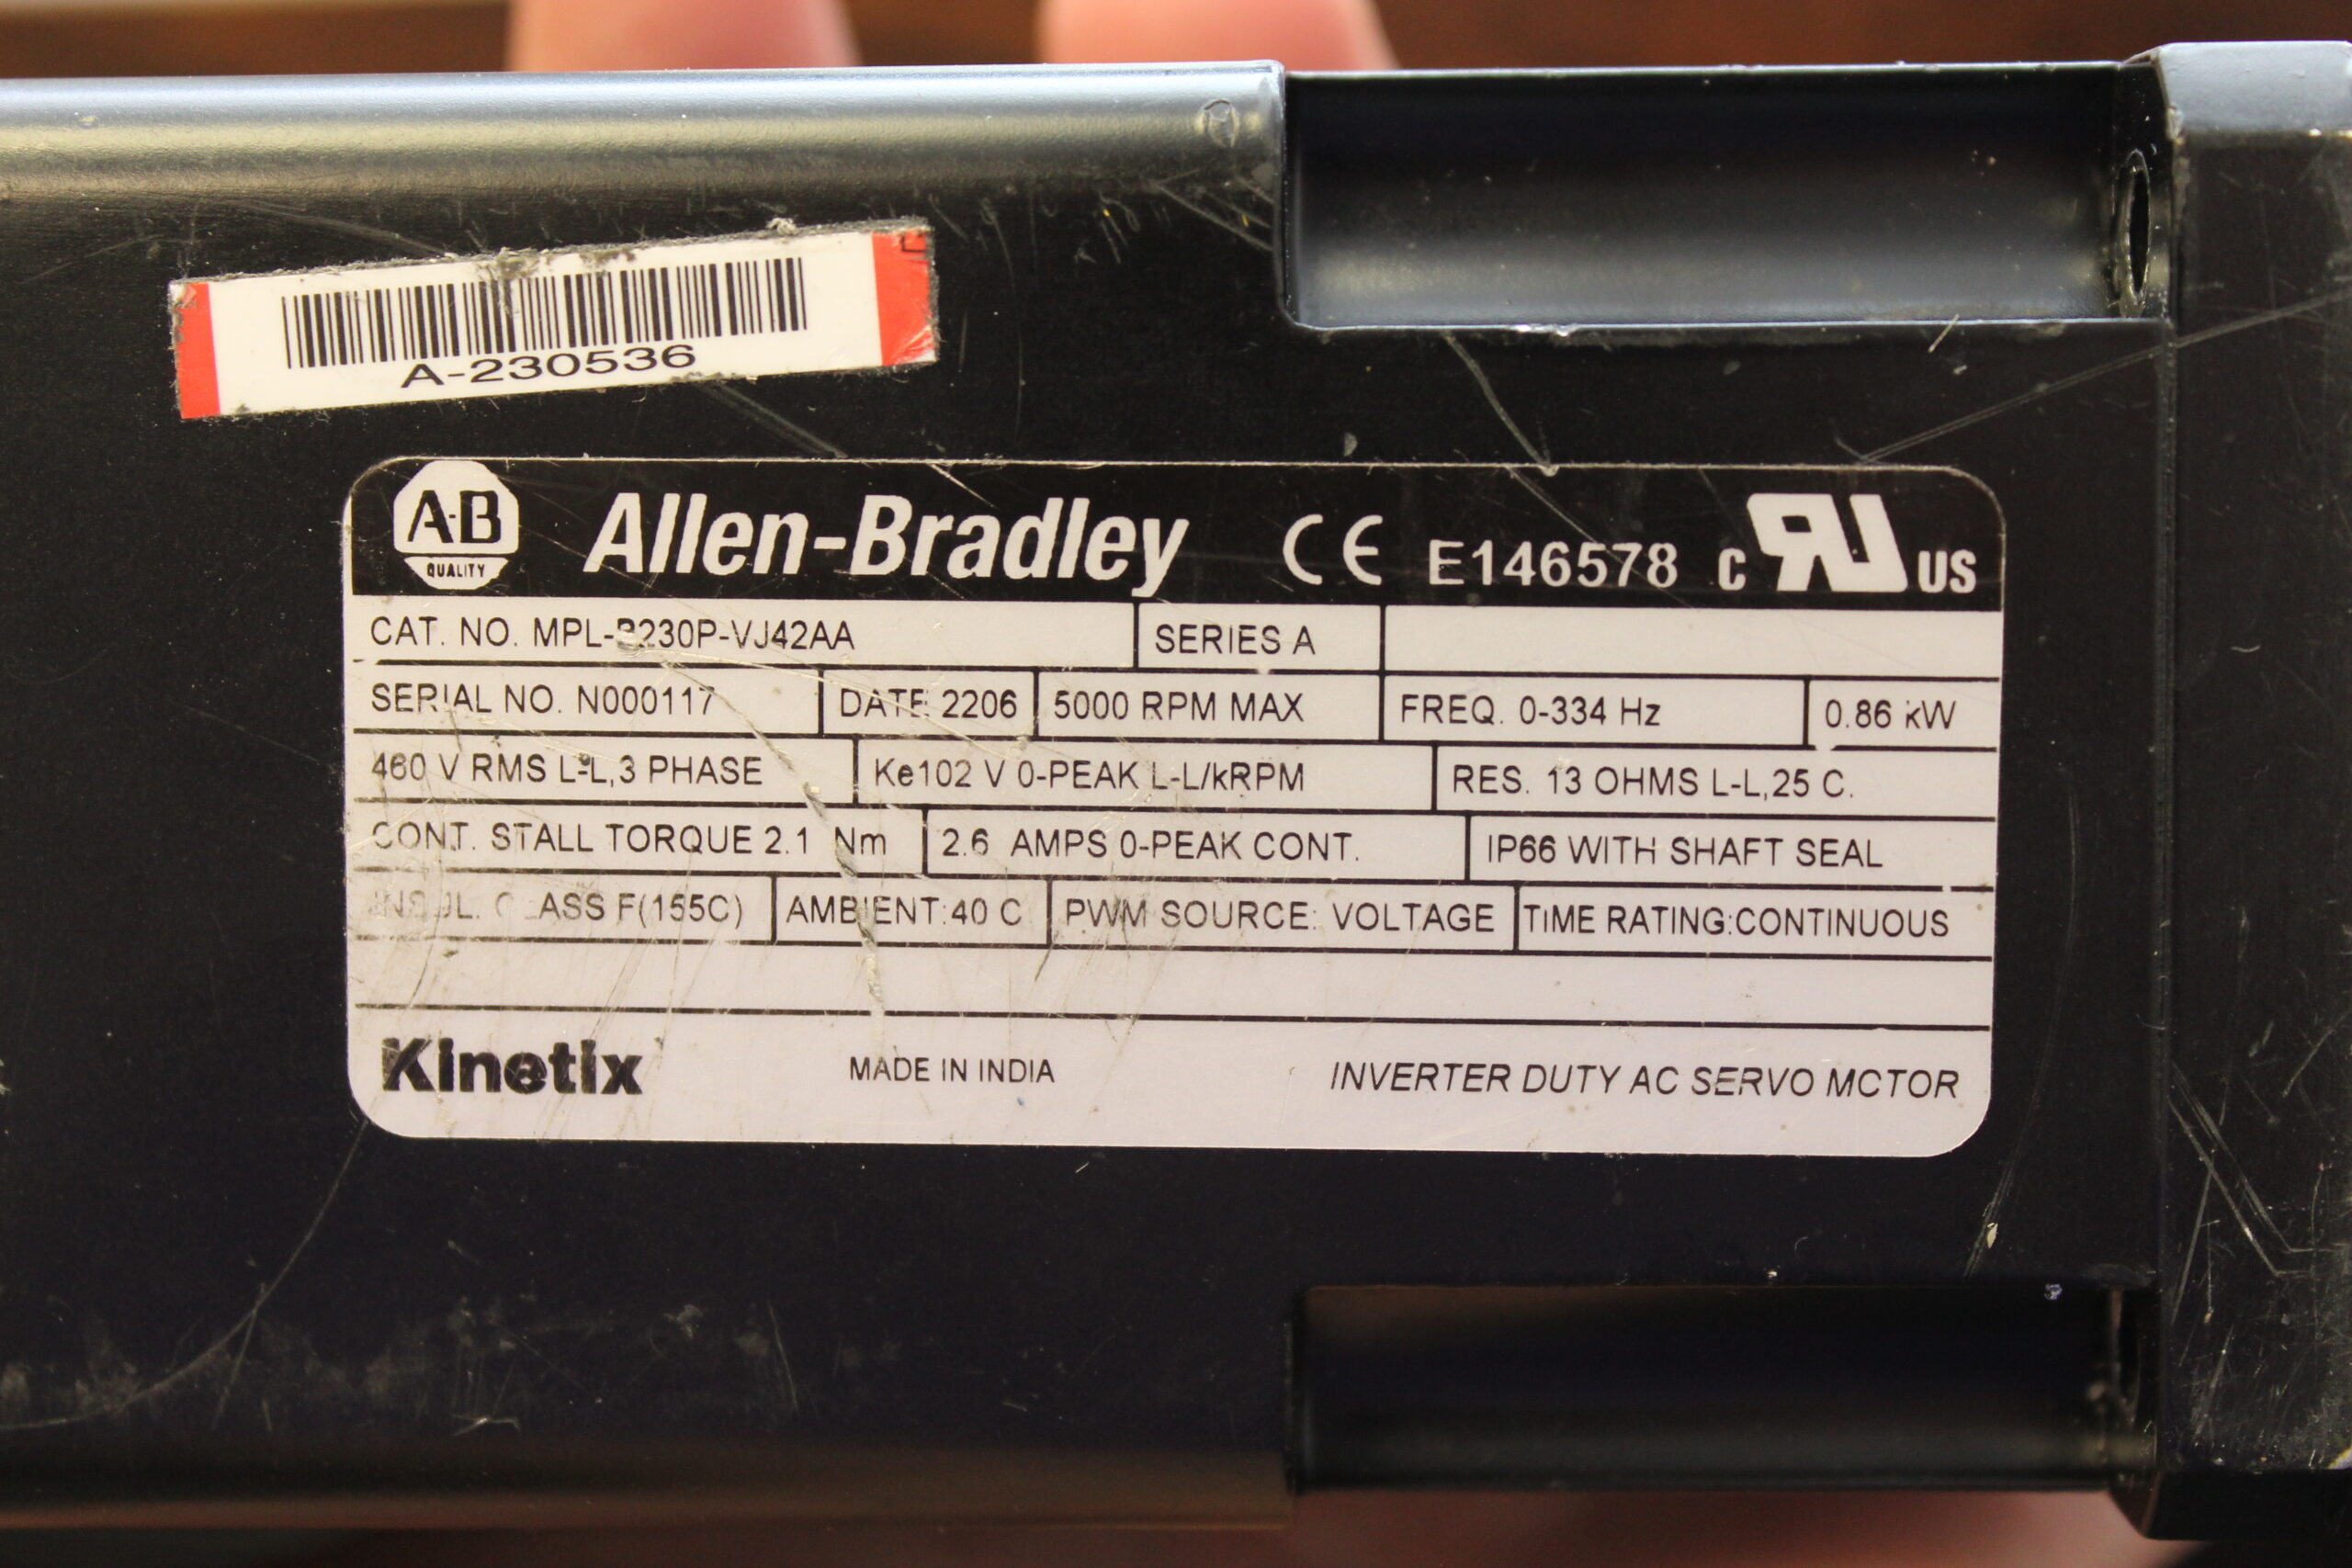 A-230536
A-B QUALITY Allen-Bradley CE E146578 c RU US
CAT. NO. MPL-B230P-VJ42AA SERIES A
SERIAL NO. N000117 DATE 2206 5000 RPM MAX FREQ. 0-334 Hz 0.86 kW
460 V RMS L-L,3 PHASE Ke102 V 0-PEAK L-L/kRPM RES. 13 OHMS L-L,25 C.
CONT. STALL TORQUE 2.1 Nm 2.6 AMPS 0-PEAK CONT. IP66 WITH SHAFT SEAL
INSUL. CLASS F(155C) AMBIENT:40 C PWM SOURCE: VOLTAGE TIME RATING:CONTINUOUS
Kinetix MADE IN INDIA INVERTER DUTY AC SERVO MOTOR